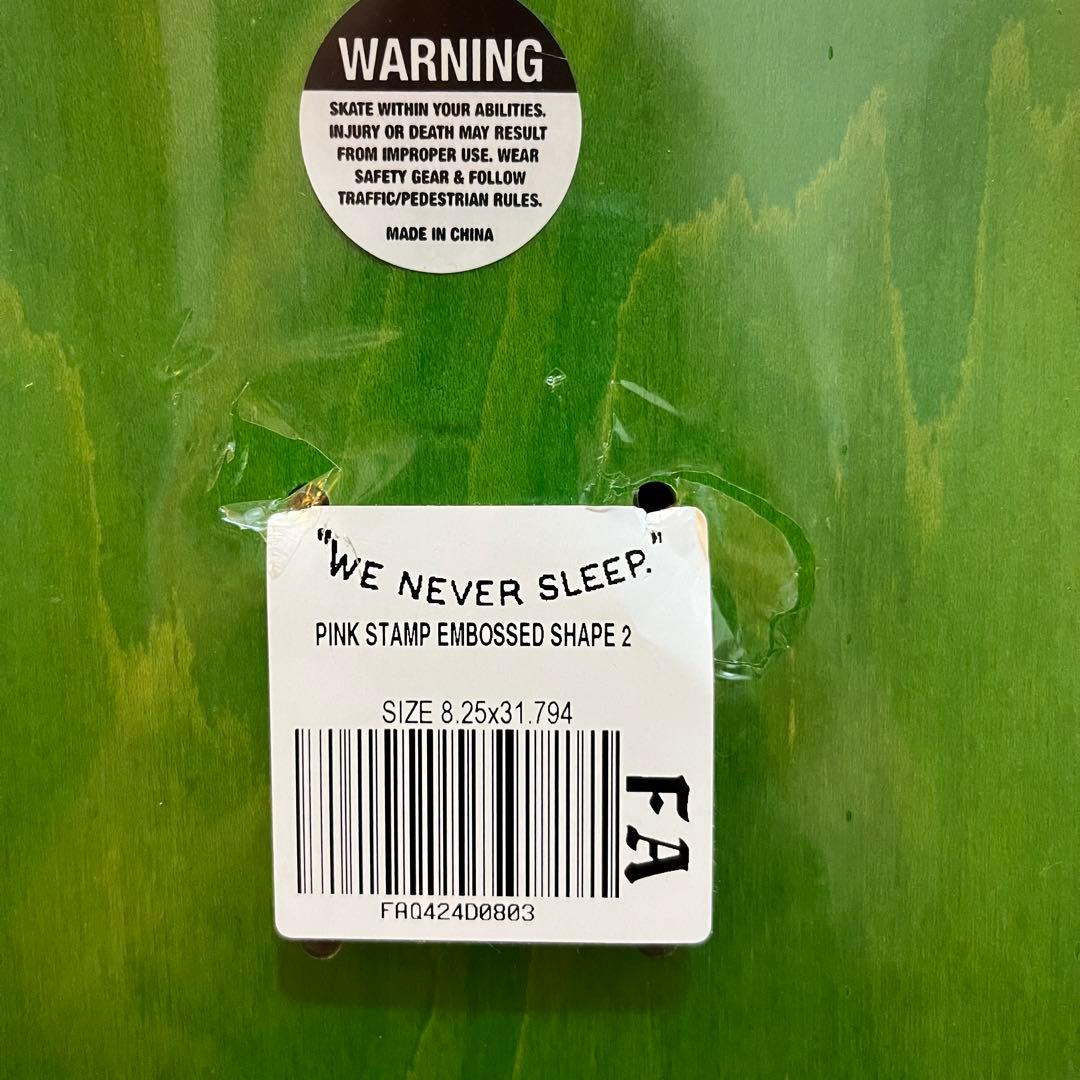 WARNING
SKATE WITHIN YOUR ABILITIES.
INJURY OR DEATH MAY RESULT
FROM IMPROPER USE. WEAR
SAFETY GEAR & FOLLOW
TRAFFIC/PEDESTRIAN RULES.
MADE IN CHINA
"WE NEVER SLEEP."
PINK STAMP EMBOSSED SHAPE 2
SIZE 8.25x31.794
FA
FAQ424D0803